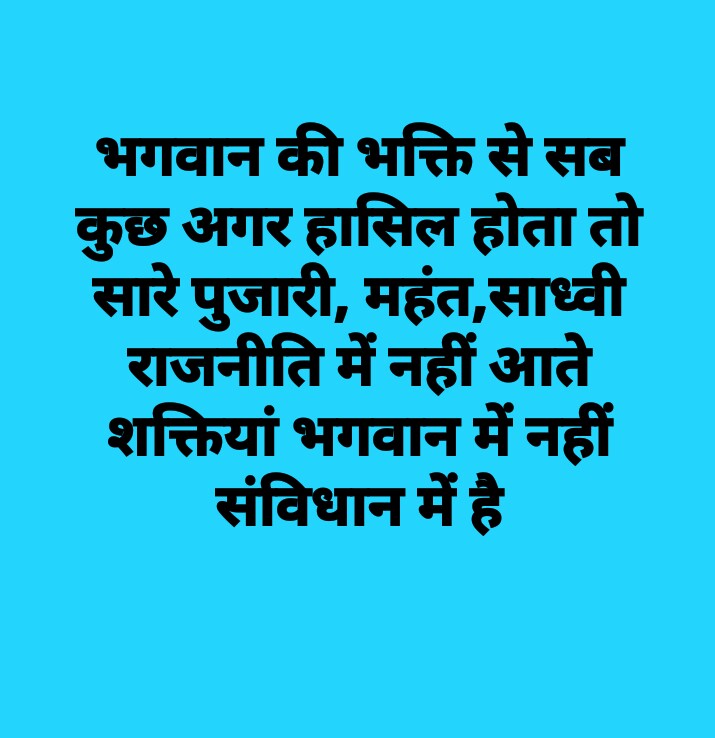 भगवान की भक्ति से सब
कुछ अगर हासिल होता तो
सारे पुजारी, महंत,साध्वी
राजनीति में नहीं आते
शक्तियां भगवान में नहीं
संविधान में है